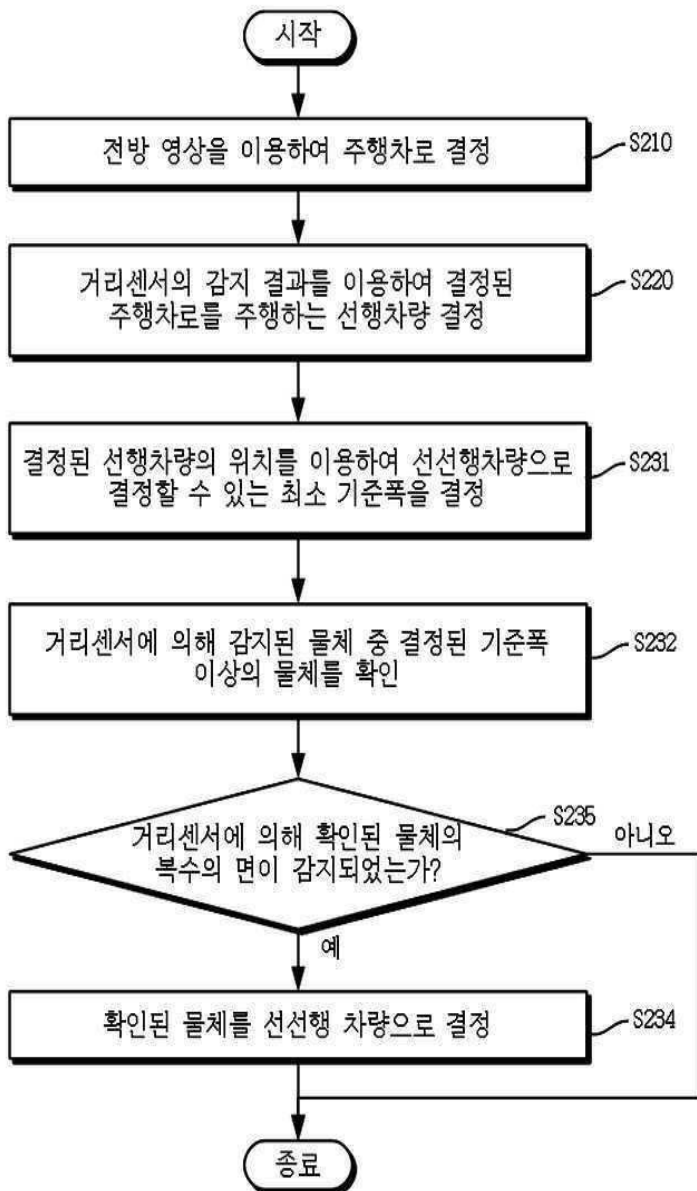 시작
전방 영상을 이용하여 주행차로 결정
S210
거리센서의 감지 결과를 이용하여 결정된
주행차로를 주행하는 선행차량 결정
S220
결정된 선행차량의 위치를 이용하여 선선행차량으로
결정할 수 있는 최소 기준폭을 결정
S231
거리센서에 의해 감지된 물체 중 결정된 기준폭
이상의 물체를 확인
S232
거리센서에 의해 확인된 물체의
복수의 면이 감지되었는가?
S235
아니오
예
확인된 물체를 선선행 차량으로 결정
S234
종료